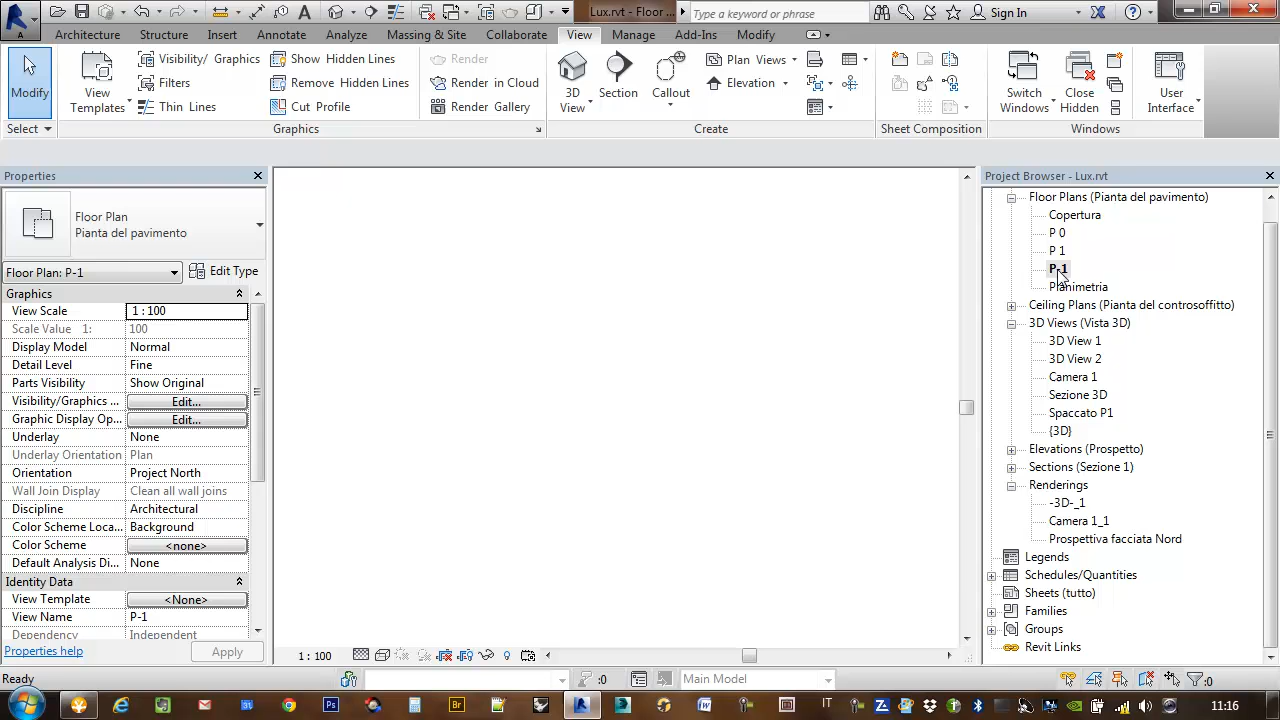 Lux.rvt - Floor ...
Type a keyword or phrase
Sign In
Architecture Structure Insert Annotate Analyze Massing & Site Collaborate View Manage Add-Ins Modify
Modify
Select
View Templates
Visibility/ Graphics
Filters
Thin Lines
Show Hidden Lines
Remove Hidden Lines
Cut Profile
Graphics
Render
Render in Cloud
Render Gallery
3D View
Section
Callout
Plan Views
Elevation
Create
Sheet Composition
Switch Windows
Close Hidden
Windows
User Interface
Properties
Floor Plan
Pianta del pavimento
Floor Plan: P-1
Edit Type
Graphics
View Scale 1 : 100
Scale Value 1: 100
Display Model Normal
Detail Level Fine
Parts Visibility Show Original
Visibility/Graphics ... Edit...
Graphic Display Op... Edit...
Underlay None
Underlay Orientation Plan
Orientation Project North
Wall Join Display Clean all wall joins
Discipline Architectural
Color Scheme Loca... Background
Color Scheme <none>
Default Analysis Di... None
Identity Data
View Template <None>
View Name P-1
Dependency Independent
Properties help
Apply
1 : 100
Project Browser - Lux.rvt
Floor Plans (Pianta del pavimento)
Copertura
P 0
P 1
P-1
Planimetria
Ceiling Plans (Pianta del controsoffitto)
3D Views (Vista 3D)
3D View 1
3D View 2
Camera 1
Sezione 3D
Spaccato P1
{3D}
Elevations (Prospetto)
Sections (Sezione 1)
Renderings
-3D-_1
Camera 1_1
Prospettiva facciata Nord
Legends
Schedules/Quantities
Sheets (tutto)
Families
Groups
Revit Links
Ready
:0
Main Model
:0
IT
11:16